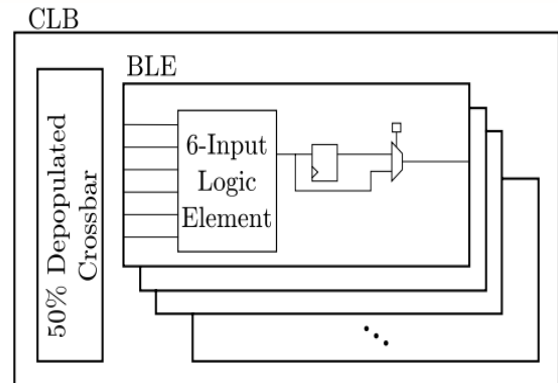 CLB
BLE
6-Input
Logic
Element
50% Depopulated
Crossbar